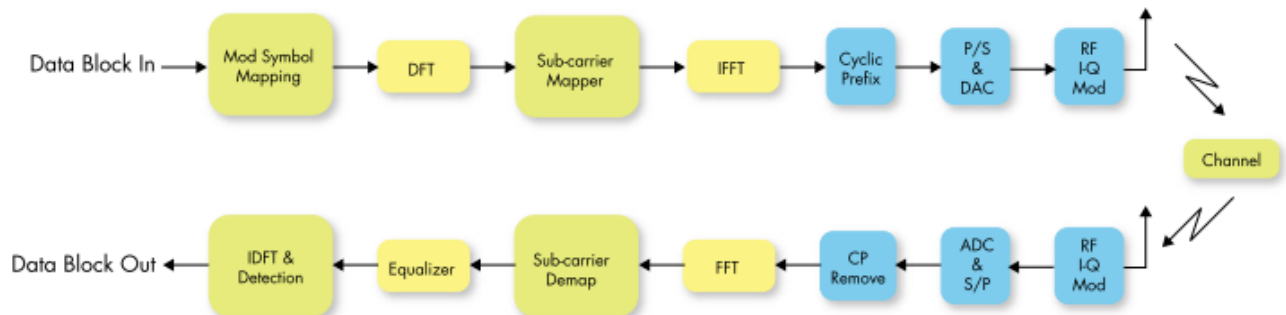 Data Block In
Mod Symbol
Mapping
DFT
Sub-carrier
Mapper
IFFT
Cyclic
Prefix
P/S
&
DAC
RF
I-Q
Mod
Channel
Data Block Out
IDFT &
Detection
Equalizer
Sub-carrier
Demap
FFT
CP
Remove
ADC
&
S/P
RF
I-Q
Mod